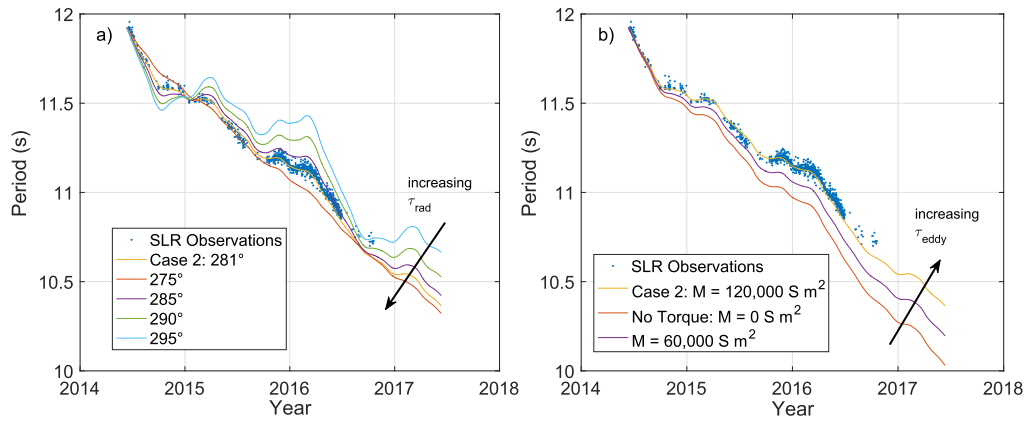 12
11.5
11
10.5
10
2014
2015
2016
2017
2018
Period (s)
Year
a)
increasing
τrad
SLR Observations
Case 2: 281°
275°
285°
290°
295°
12
11.5
11
10.5
10
2014
2015
2016
2017
2018
Period (s)
Year
b)
increasing
τeddy
SLR Observations
Case 2: M = 120,000 S m²
No Torque: M = 0 S m²
M = 60,000 S m²